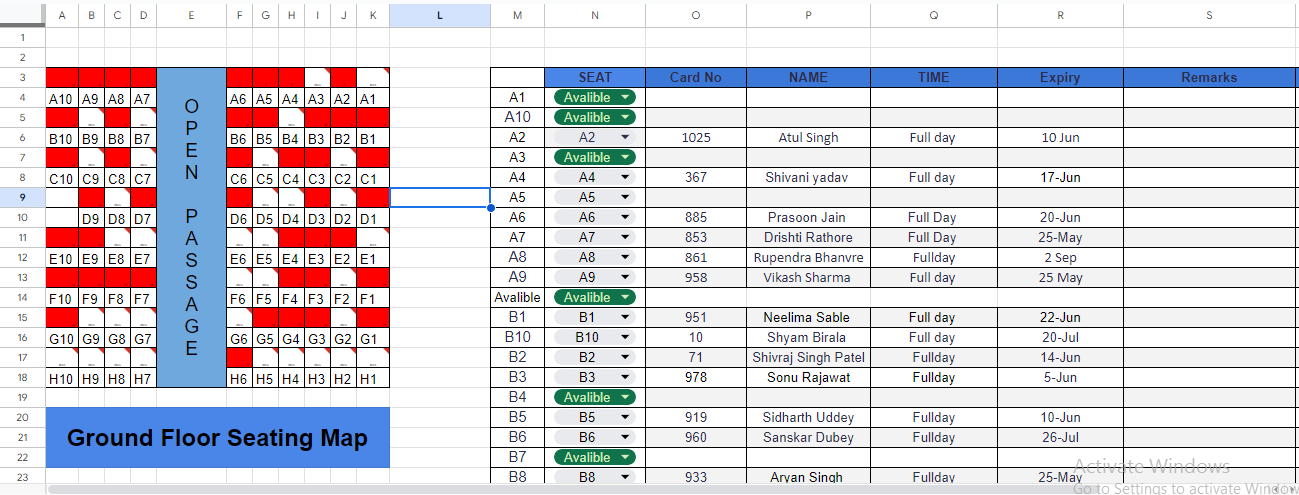 A B C D E F G H I J K L M N O P Q R S
1
2
3 SEAT Card No NAME TIME Expiry Remarks
4 A10 A9 A8 A7 A6 A5 A4 A3 A2 A1 A1 Avalible
5 A10 Avalible
6 B10 B9 B8 B7 B6 B5 B4 B3 B2 B1 A2 A2 1025 Atul Singh Full day 10 Jun
7 A3 Avalible
8 C10 C9 C8 C7 C6 C5 C4 C3 C2 C1 A4 A4 367 Shivani yadav Full day 17-Jun
9 A5 A5
10 D9 D8 D7 D6 D5 D4 D3 D2 D1 A6 A6 885 Prasoon Jain Full Day 20-Jun
11 A7 A7 853 Drishti Rathore Full Day 25-May
12 E10 E9 E8 E7 E6 E5 E4 E3 E2 E1 A8 A8 861 Rupendra Bhanvre Fullday 2 Sep
13 A9 A9 958 Vikash Sharma Full day 25 May
14 F10 F9 F8 F7 F6 F5 F4 F3 F2 F1 Avalible Avalible
15 B1 B1 951 Neelima Sable Full day 22-Jun
16 G10 G9 G8 G7 G6 G5 G4 G3 G2 G1 B10 B10 10 Shyam Birala Full day 20-Jul
17 B2 B2 71 Shivraj Singh Patel Fullday 14-Jun
18 H10 H9 H8 H7 H6 H5 H4 H3 H2 H1 B3 B3 978 Sonu Rajawat Fullday 5-Jun
OPEN PASSAGE
19 B4 Avalible
20 B5 B5 919 Sidharth Uddey Fullday 10-Jun
21 Ground Floor Seating Map B6 B6 960 Sanskar Dubey Fullday 26-Jul
22 B7 Avalible
23 B8 B8 933 Aryan Singh Fullday 25-May
Activate Windows
Go to Settings to activate Window